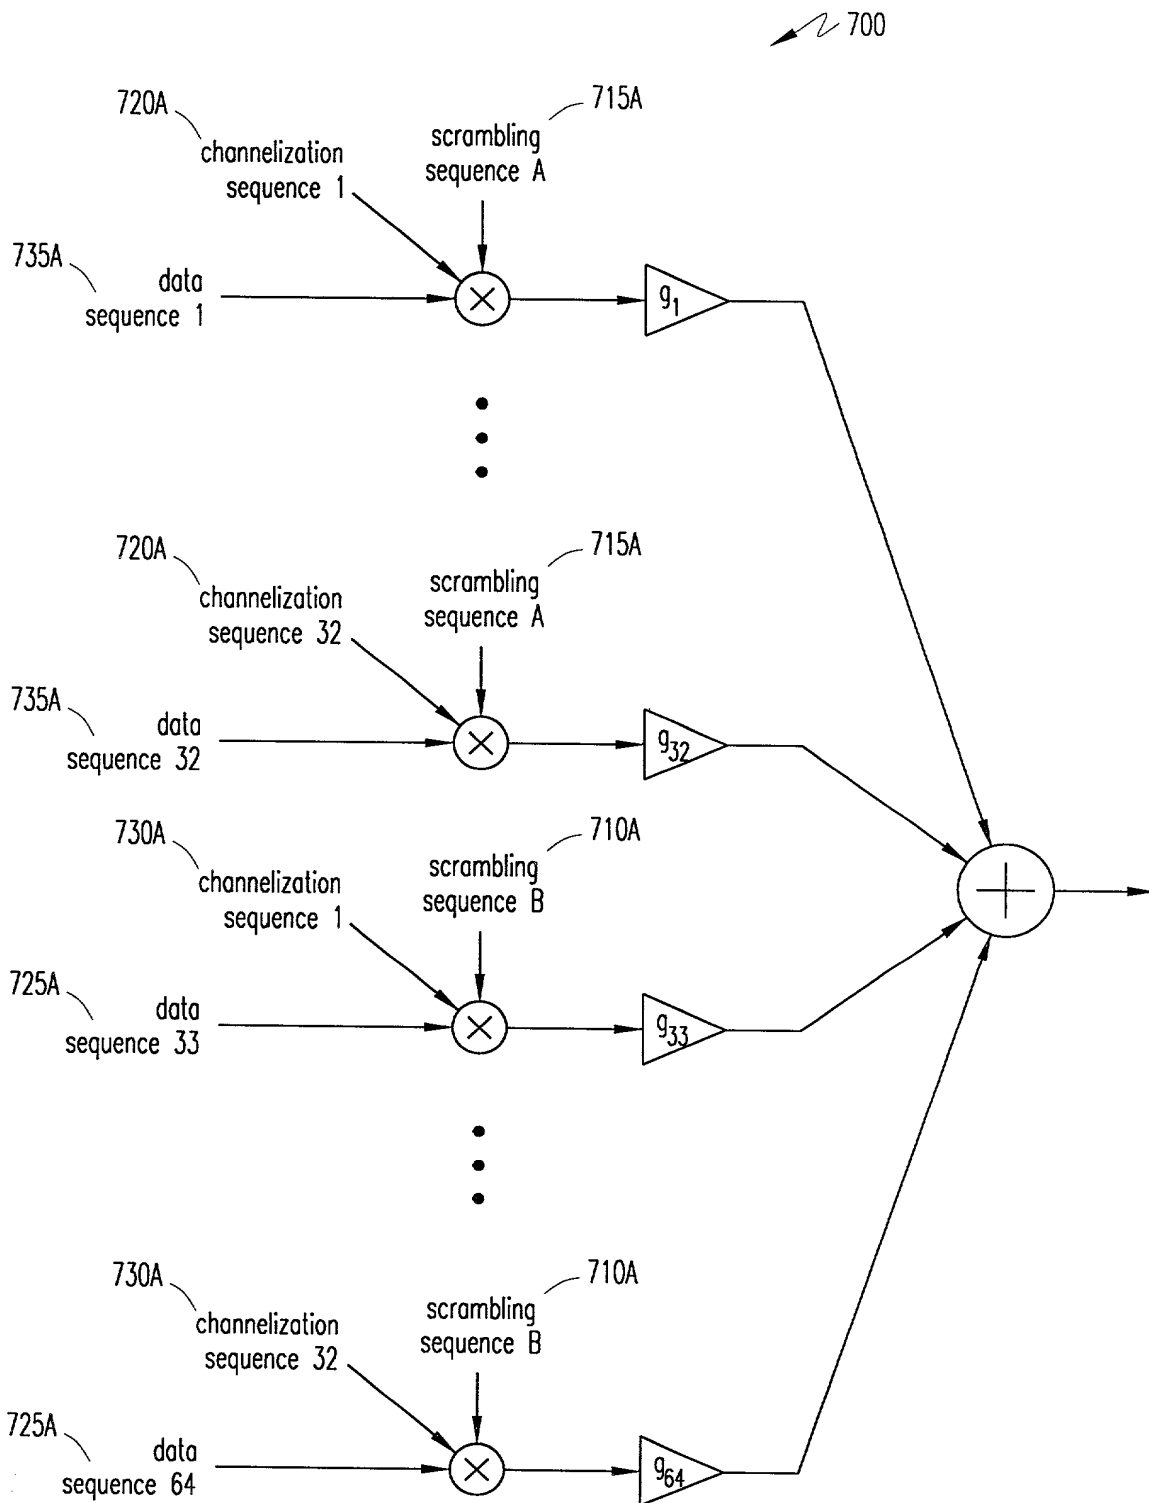 700
720A
715A
channelization
sequence 1
scrambling
sequence A
735A
data
sequence 1
g1
720A
715A
channelization
sequence 32
scrambling
sequence A
735A
data
sequence 32
g32
730A
710A
channelization
sequence 1
scrambling
sequence B
725A
data
sequence 33
g33
730A
710A
channelization
sequence 32
scrambling
sequence B
725A
data
sequence 64
g64